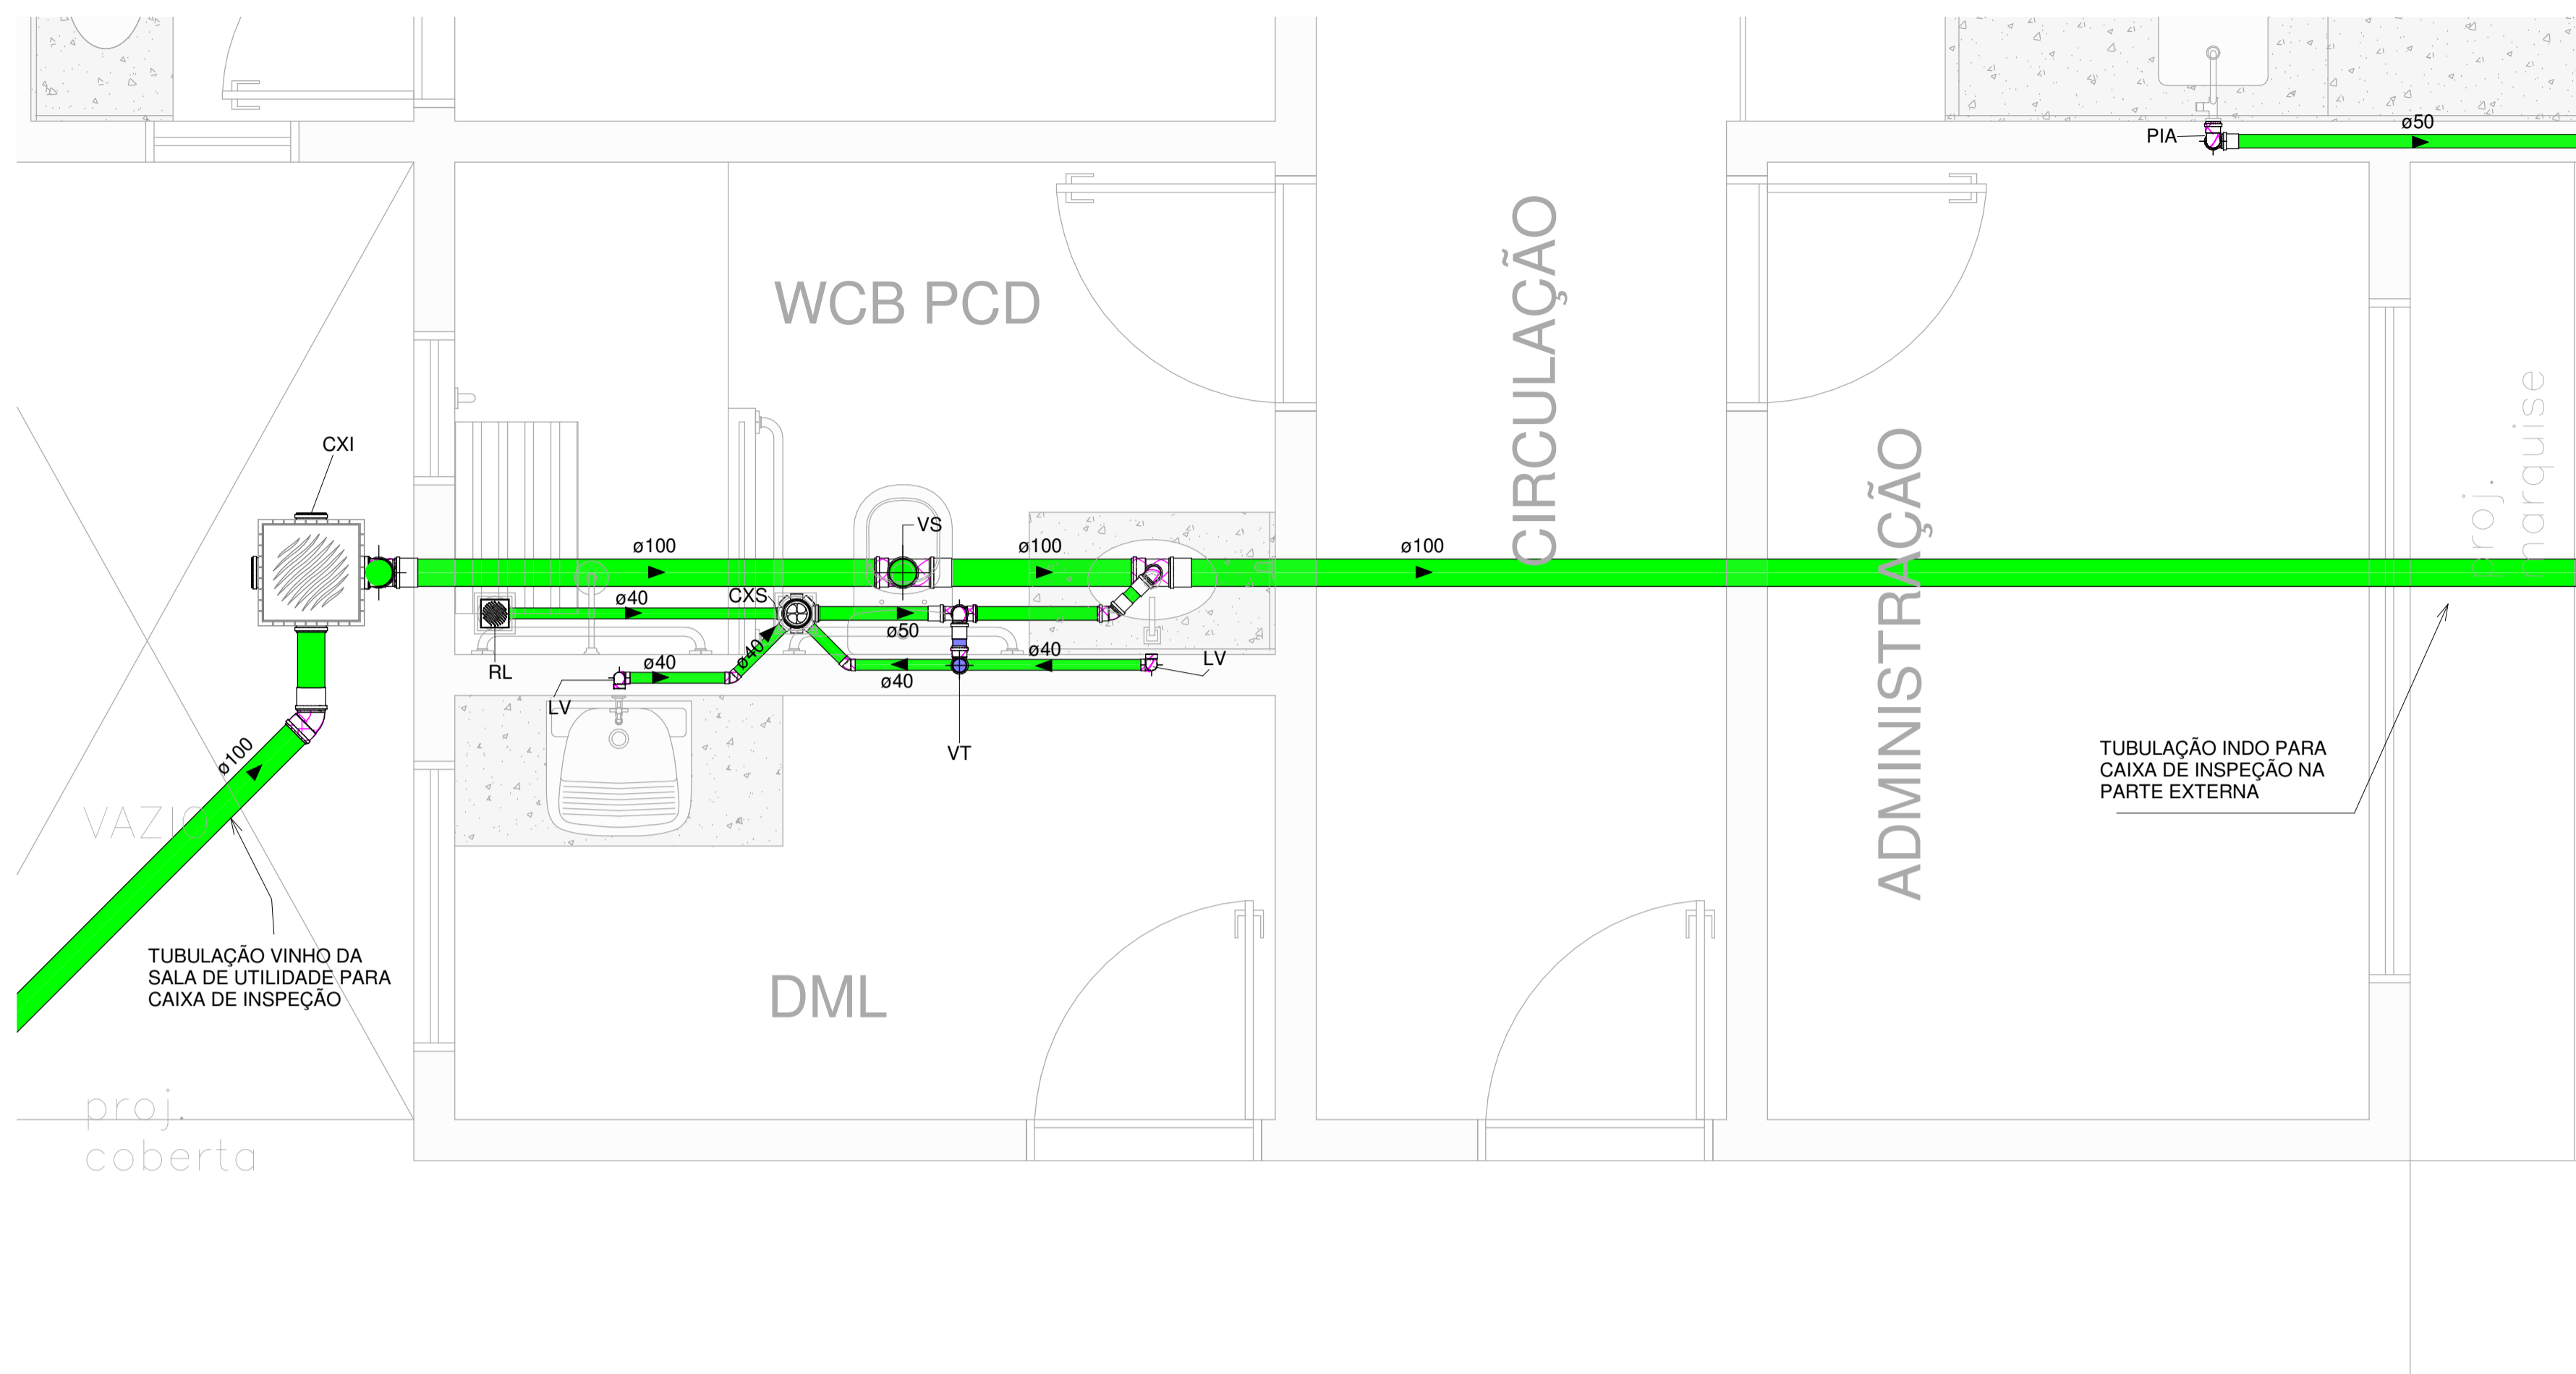 ø50
PIA
WCB PCD
CIRCULAÇÃO
ADMINISTRAÇÃO
proj.
marquise
CXI
VS
ø100
ø100
ø100
CXS
ø40
ø50
RL
ø40
ø40
ø40
ø40
LV
LV
VT
ø100
VAZIO
TUBULAÇÃO INDO PARA
CAIXA DE INSPEÇÃO NA
PARTE EXTERNA
TUBULAÇÃO VINHO DA
SALA DE UTILIDADE PARA
CAIXA DE INSPEÇÃO
DML
proj.
coberta